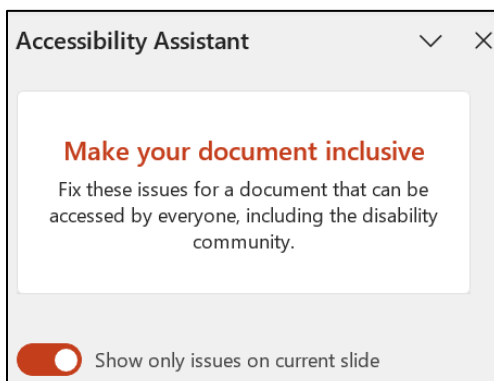 Accessibility Assistant
Make your document inclusive
Fix these issues for a document that can be
accessed by everyone, including the disability
community.
Show only issues on current slide